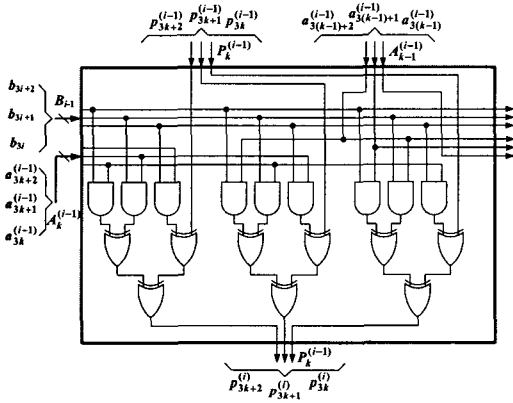 p_{3k+2}^{(i-1)} p_{3k+1}^{(i-1)} p_{3k}^{(i-1)}
a_{3(k-1)+2}^{(i-1)} a_{3(k-1)+1}^{(i-1)} a_{3(k-1)}^{(i-1)}
P_k^{(i-1)}
A_{k-1}^{(i-1)}
b_{3i+2}
B_{i-1}
b_{3i+1}
b_{3i}
a_{3k+2}^{(i-1)}
a_{3k+1}^{(i-1)}
A_k^{(i-1)}
a_{3k}^{(i-1)}
P_k^{(i-1)}
p_{3k+2}^{(i)} p_{3k+1}^{(i)} p_{3k}^{(i)}